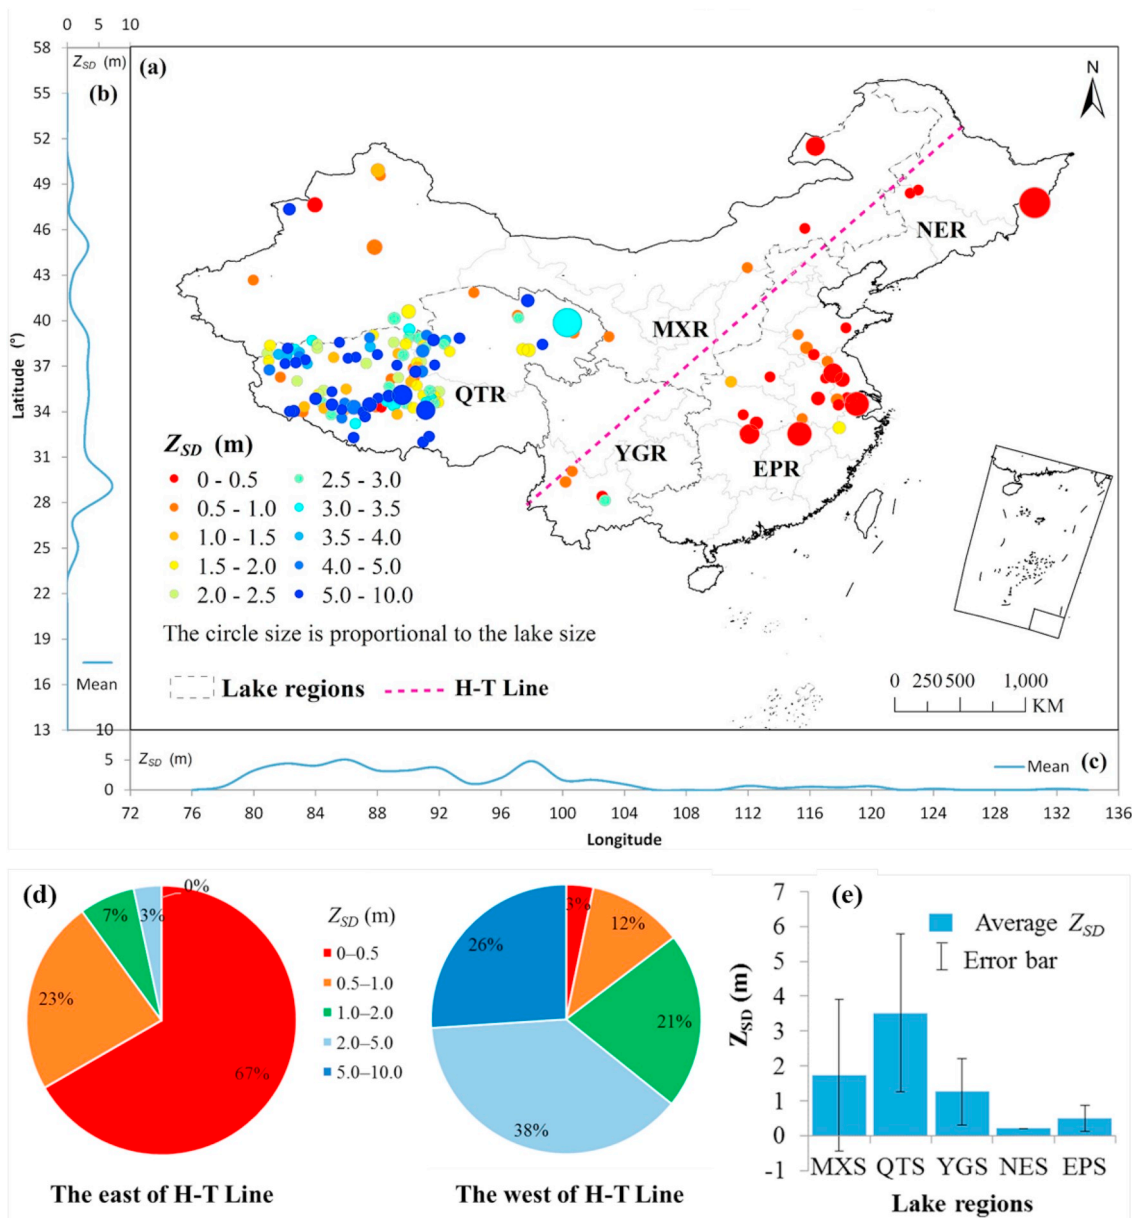 0 5 10
58
Z_SD (m)
(a)
(b)
N
55
52
49
46
43
40
37
34
31
28
25
22
19
16
13
Latitude (°)
NER
MXR
QTR
YGR
EPR
Z_SD (m)
0 - 0.5
2.5 - 3.0
0.5 - 1.0
3.0 - 3.5
1.0 - 1.5
3.5 - 4.0
1.5 - 2.0
4.0 - 5.0
2.0 - 2.5
5.0 - 10.0
The circle size is proportional to the lake size
Lake regions
H-T Line
0 250 500 1,000
KM
Mean
10
Z_SD (m)
5
0
Mean
(c)
72 76 80 84 88 92 96 100 104 108 112 116 120 124 128 132 136
Longitude
(d)
0%
7%
3%
23%
67%
The east of H-T Line
Z_SD (m)
0–0.5
0.5–1.0
1.0–2.0
2.0–5.0
5.0–10.0
3%
12%
26%
21%
38%
The west of H-T Line
(e)
7
6
5
4
3
2
1
0
-1
Z_SD (m)
Average Z_SD
Error bar
MXS QTS YGS NES EPS
Lake regions